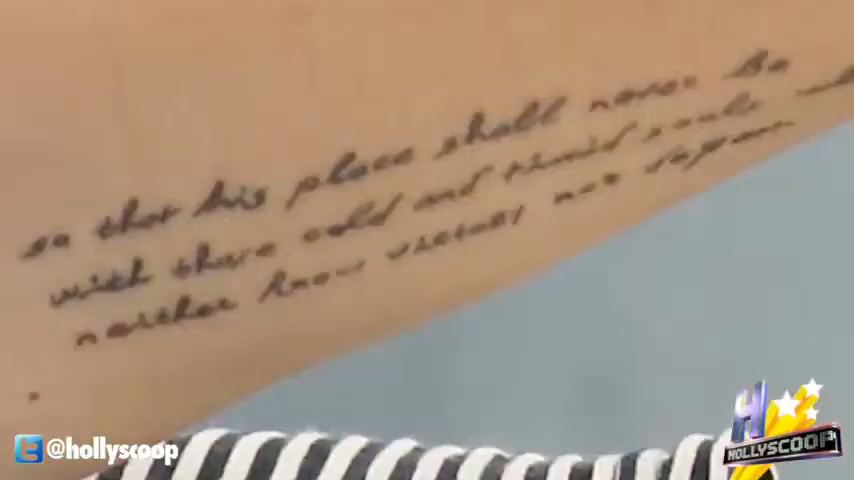 so that his place shall never be
with those cold and timid souls
neither know victory nor defeat
@hollyscoop
H
HOLLYSCOOP